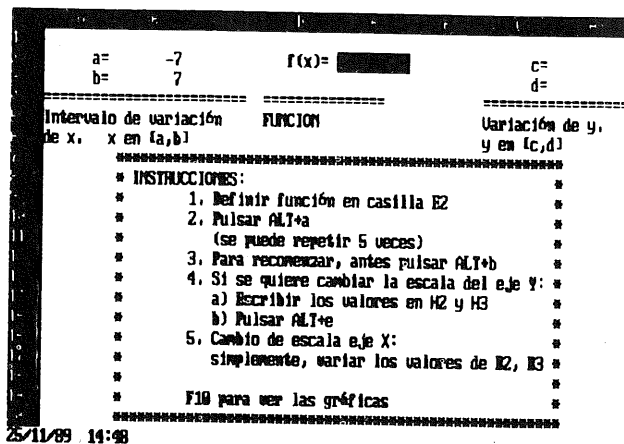 a= -7 f(x)= c=
b= 7 d=
Intervalo de variación FUNCION Variación de y.
de x. x en [a,b] y en [c,d]
INSTRUCCIONES:
1. Definir función en casilla E2
2. Pulsar ALT+a
(se puede repetir 5 veces)
3. Para recomenzar, antes pulsar ALT+b
4. Si se quiere cambiar la escala del eje Y:
a) Escribir los valores en H2 y H3
b) Pulsar ALT+e
5. Cambio de escala eje X:
simplemente, variar los valores de B2, B3
F10 para ver las gráficas
25/11/89 14:48